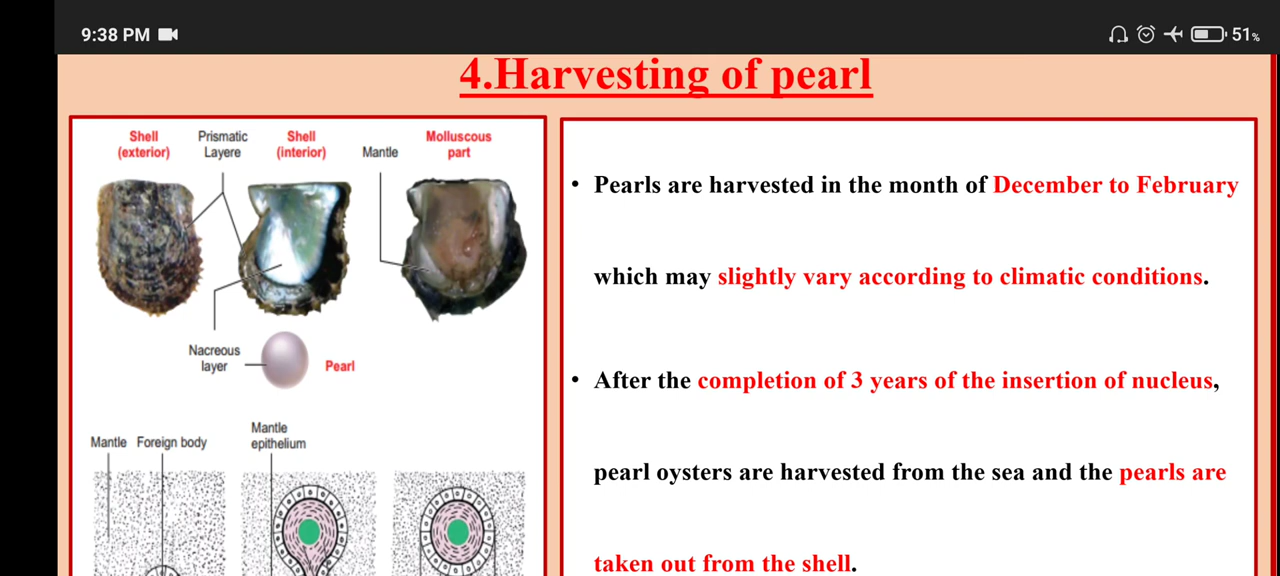 9:38 PM
51%
4.Harvesting of pearl
Shell
(exterior)
Prismatic
Layere
Shell
(interior)
Mantle
Molluscous
part
Nacreous
layer
Pearl
Mantle
Foreign body
Mantle
epithelium
• Pearls are harvested in the month of December to February
which may slightly vary according to climatic conditions.
• After the completion of 3 years of the insertion of nucleus,
pearl oysters are harvested from the sea and the pearls are
taken out from the shell.